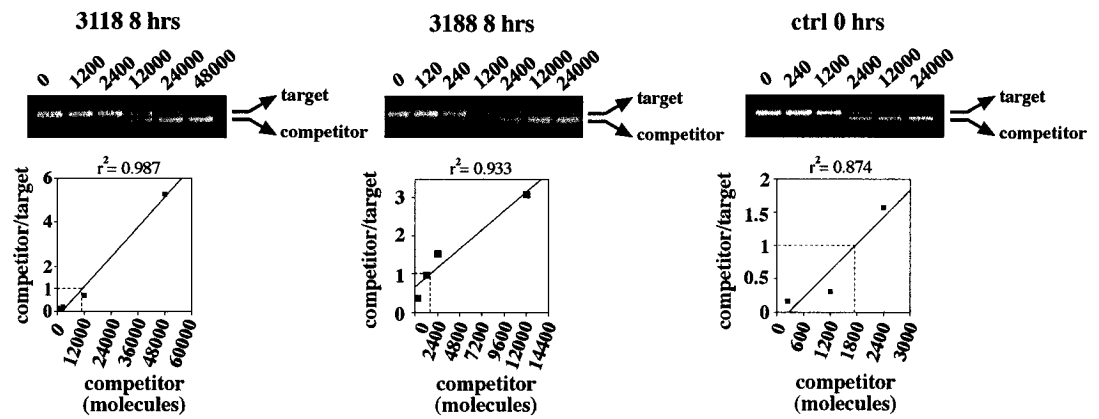 3118 8 hrs
0 1200 2400 12000 24000 48000
target
competitor
r²= 0.987
competitor/target
6
4
2
1
0
0 12000 24000 36000 48000 60000
competitor
(molecules)
3188 8 hrs
0 120 240 1200 2400 12000 24000
target
competitor
r²= 0.933
competitor/target
3
2
1
0
0 2400 4800 7200 9600 12000 14400
competitor
(molecules)
ctrl 0 hrs
0 240 1200 2400 12000 24000
target
competitor
r²= 0.874
competitor/target
2
1.5
1
0.5
0
0 600 1200 1800 2400 3000
competitor
(molecules)